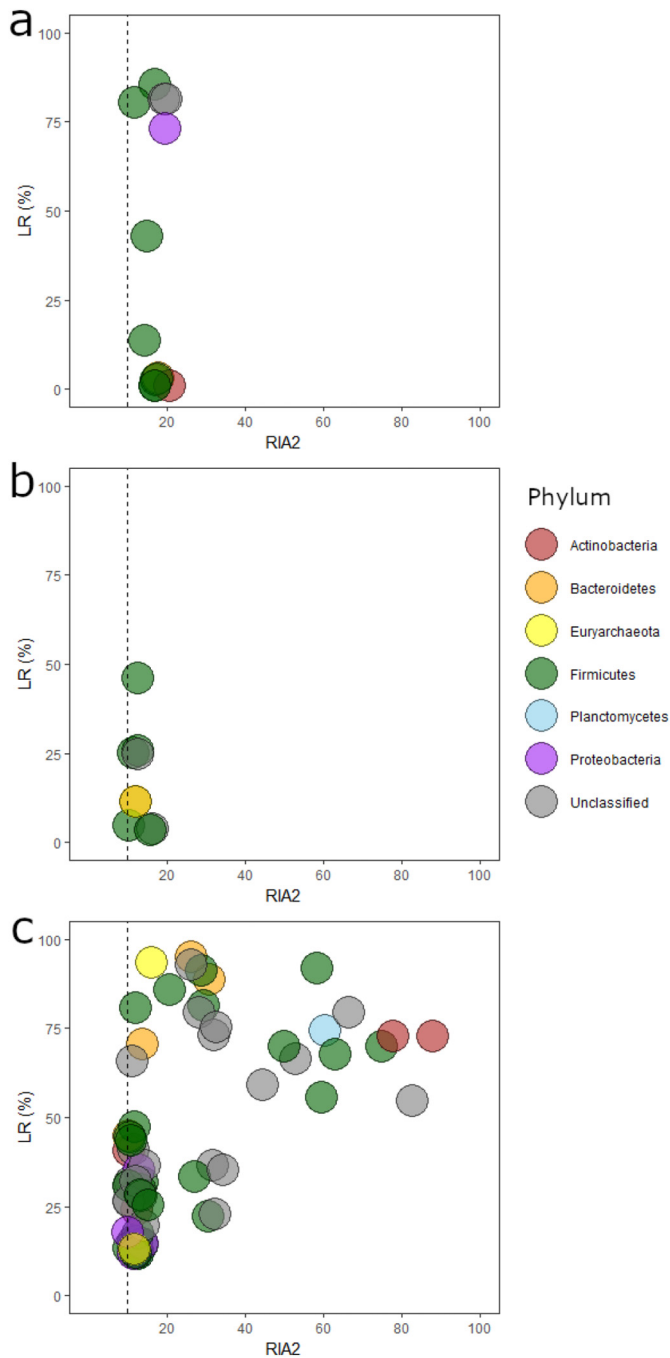 a
100
75
50
25
0
LR (%)
20 40 60 80 100
RIA2
b
100
75
50
25
0
LR (%)
20 40 60 80 100
RIA2
Phylum
Actinobacteria
Bacteroidetes
Euryarchaeota
Firmicutes
Planctomycetes
Proteobacteria
Unclassified
c
100
75
50
25
0
LR (%)
20 40 60 80 100
RIA2